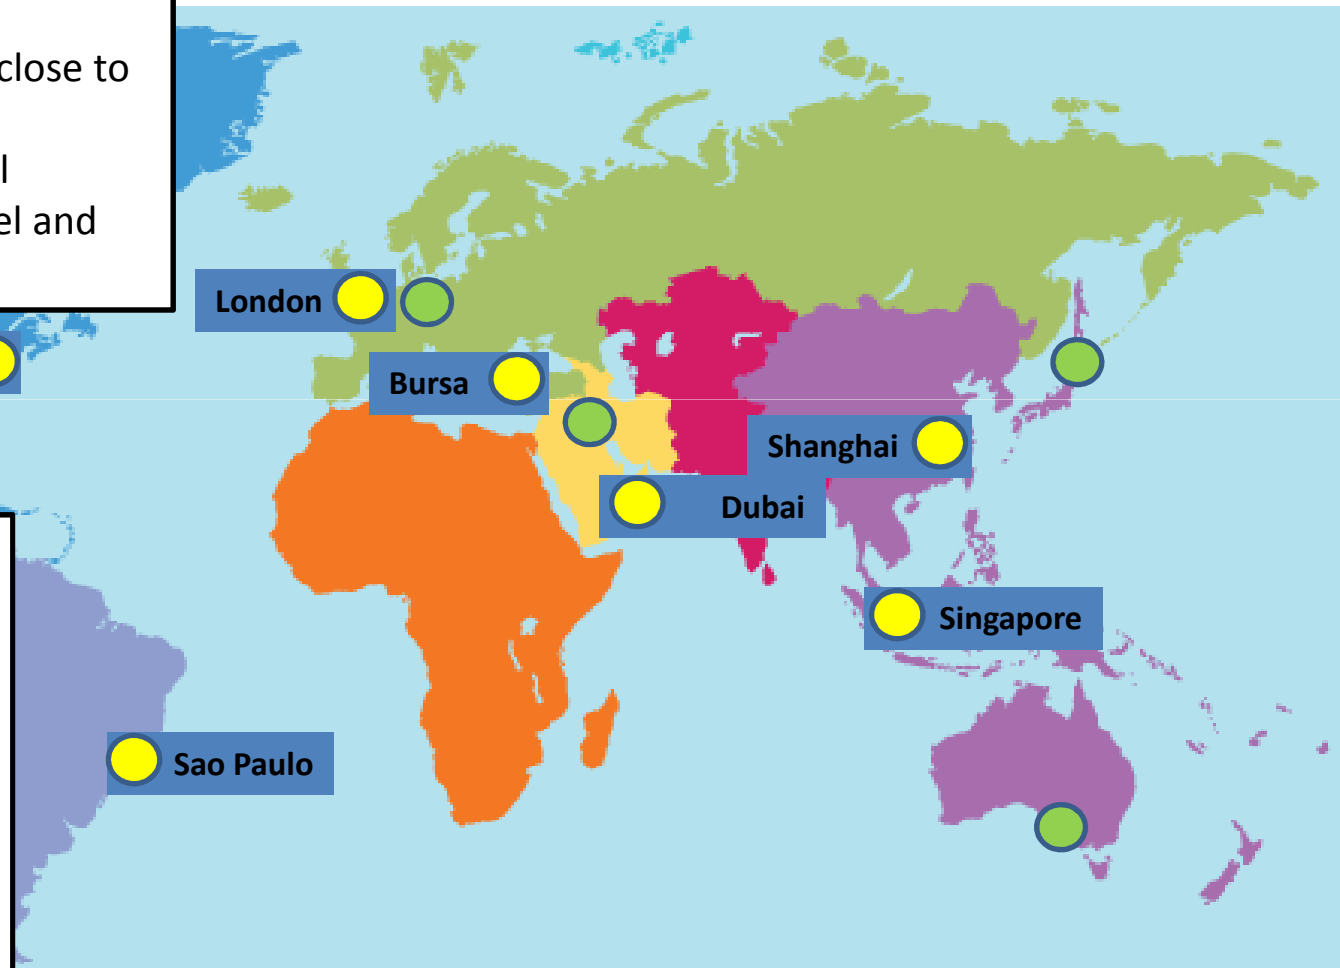 close to
l
el and
London
Bursa
Shanghai
Dubai
Singapore
Sao Paulo